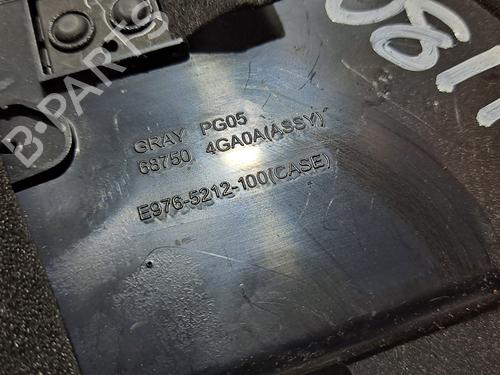 GRAY PG05
68750 4GA0A(ASSY)
E976-5212-100(CASE)
B-PARTS